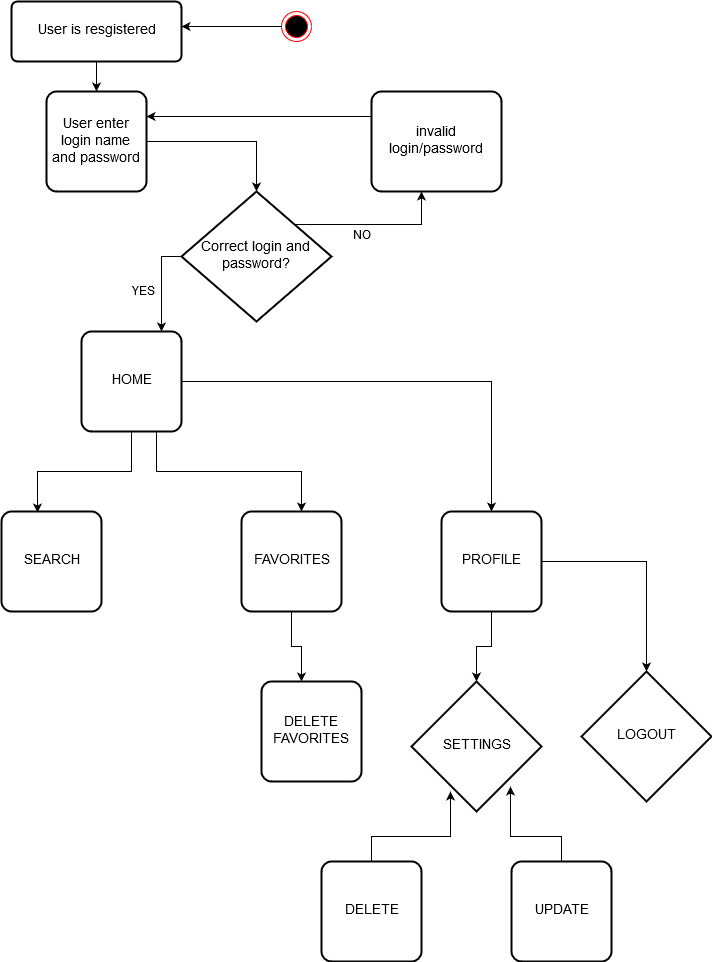 User is resgistered
User enter
login name
and password
invalid
login/password
Correct login and
password?
NO
YES
HOME
SEARCH
FAVORITES
PROFILE
DELETE
FAVORITES
SETTINGS
LOGOUT
DELETE
UPDATE